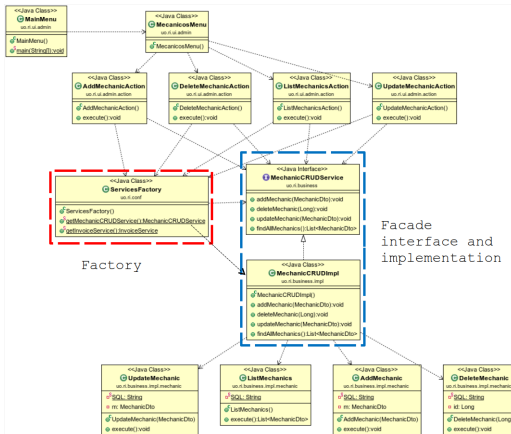 <<Java Class>>
MainMenu
uo.ri.ui.admin
MainMenu()
main(String[]):void
<<Java Class>>
MecanicosMenu
uo.ri.ui.admin
MecanicosMenu()
<<Java Class>>
AddMechanicAction
uo.ri.ui.admin.action
AddMechanicAction()
execute():void
<<Java Class>>
DeleteMechanicAction
uo.ri.ui.admin.action
DeleteMechanicAction()
execute():void
<<Java Class>>
ListMechanicsAction
uo.ri.ui.admin.action
ListMechanicsAction()
execute():void
<<Java Class>>
UpdateMechanicAction
uo.ri.ui.admin.action
UpdateMechanicAction()
execute():void
<<Java Class>>
ServicesFactory
uo.ri.conf
ServicesFactory()
getMechanicCRUDService():MechanicCRUDService
getInvoiceService():InvoiceService
Factory
<<Java Interface>>
MechanicCRUDService
uo.ri.business
addMechanic(MechanicDto):void
deleteMechanic(Long):void
updateMechanic(MechanicDto):void
findAllMechanics():List<MechanicDto>
Facade
interface and
implementation
<<Java Class>>
MechanicCRUDImpl
uo.ri.business.impl
MechanicCRUDImpl()
addMechanic(MechanicDto):void
deleteMechanic(Long):void
updateMechanic(MechanicDto):void
findAllMechanics():List<MechanicDto>
<<Java Class>>
UpdateMechanic
uo.ri.business.impl.mechanic
SQL: String
m: MechanicDto
UpdateMechanic(MechanicDto)
execute():void
<<Java Class>>
ListMechanics
uo.ri.business.impl.mechanic
SQL: String
ListMechanics()
execute():List<MechanicDto>
<<Java Class>>
AddMechanic
uo.ri.business.impl.mechanic
SQL: String
m: MechanicDto
AddMechanic(MechanicDto)
execute():void
<<Java Class>>
DeleteMechanic
uo.ri.business.impl.mechanic
SQL: String
id: Long
DeleteMechanic(Long)
execute():void